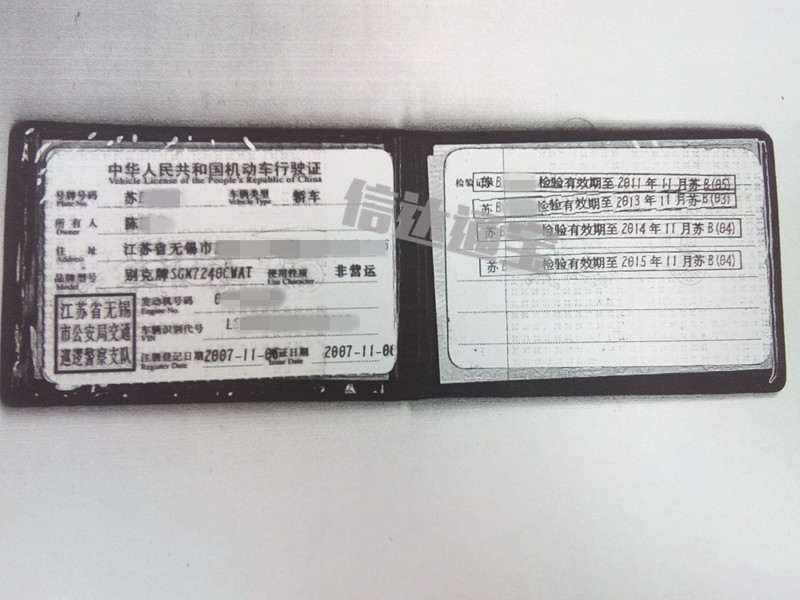 中华人民共和国机动车行驶证
Vehicle License of the People's Republic of China
号牌号码 苏 车辆类型 轿车
Plate No. Vehicle Type
所有人 陈
Owner
住址 江苏省无锡市
Address
品牌型号 别克牌SGM7240CWAT 使用性质 非营运
Model Use Character
发动机号码
Engine No.
车辆识别代号 L
VIN
注册登记日期 2007-11-06 发证日期 2007-11-06
Register Date Issue Date
江苏省无锡
市公安局交通
巡逻警察支队
检验记录 苏B 检验有效期至2011年11月苏B(05)
苏B 检验有效期至2013年11月苏B(03)
苏B 检验有效期至2014年11月苏B(04)
苏B 检验有效期至2015年11月苏B(04)
信达通宝